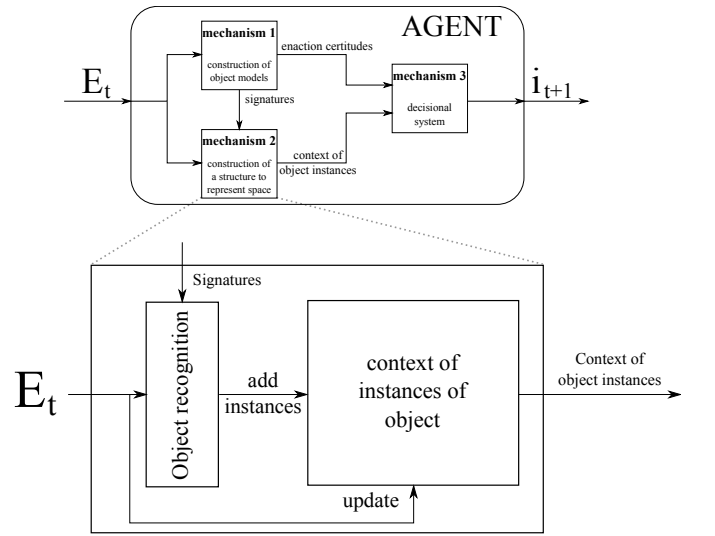 AGENT
E_t
mechanism 1
construction of
object models
enaction certitudes
signatures
mechanism 2
construction of
a structure to
represent space
context of
object instances
mechanism 3
decisional
system
i_{t+1}
Signatures
E_t
Object recognition
add
instances
context of
instances of
object
update
Context of
object instances